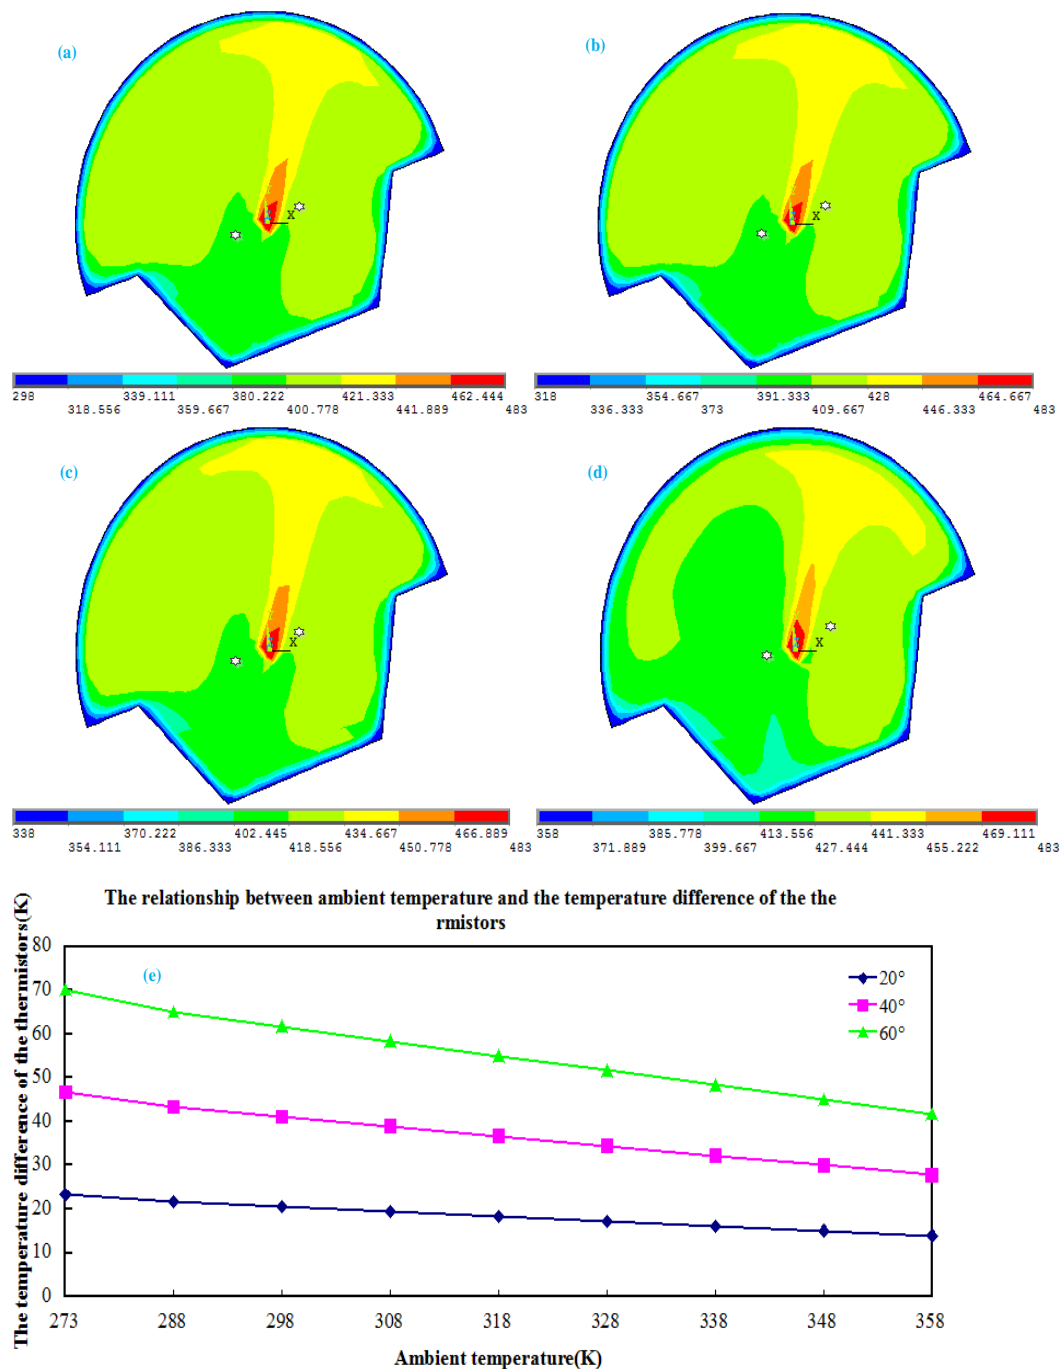 (a)
(b)
X
X
298 339.111 380.222 421.333 462.444
318.556 359.667 400.778 441.889 483
318 354.667 391.333 428 464.667
336.333 373 409.667 446.333 483
(c)
(d)
X
X
338 370.222 402.445 434.667 466.889
354.111 386.333 418.556 450.778 483
358 385.778 413.556 441.333 469.111
371.889 399.667 427.444 455.222 483
The relationship between ambient temperature and the temperature difference of the the
rmistors
The temperature difference of the thermistors(K)
80
70
60
50
40
30
20
10
0
(e)
20°
40°
60°
273 288 298 308 318 328 338 348 358
Ambient temperature(K)